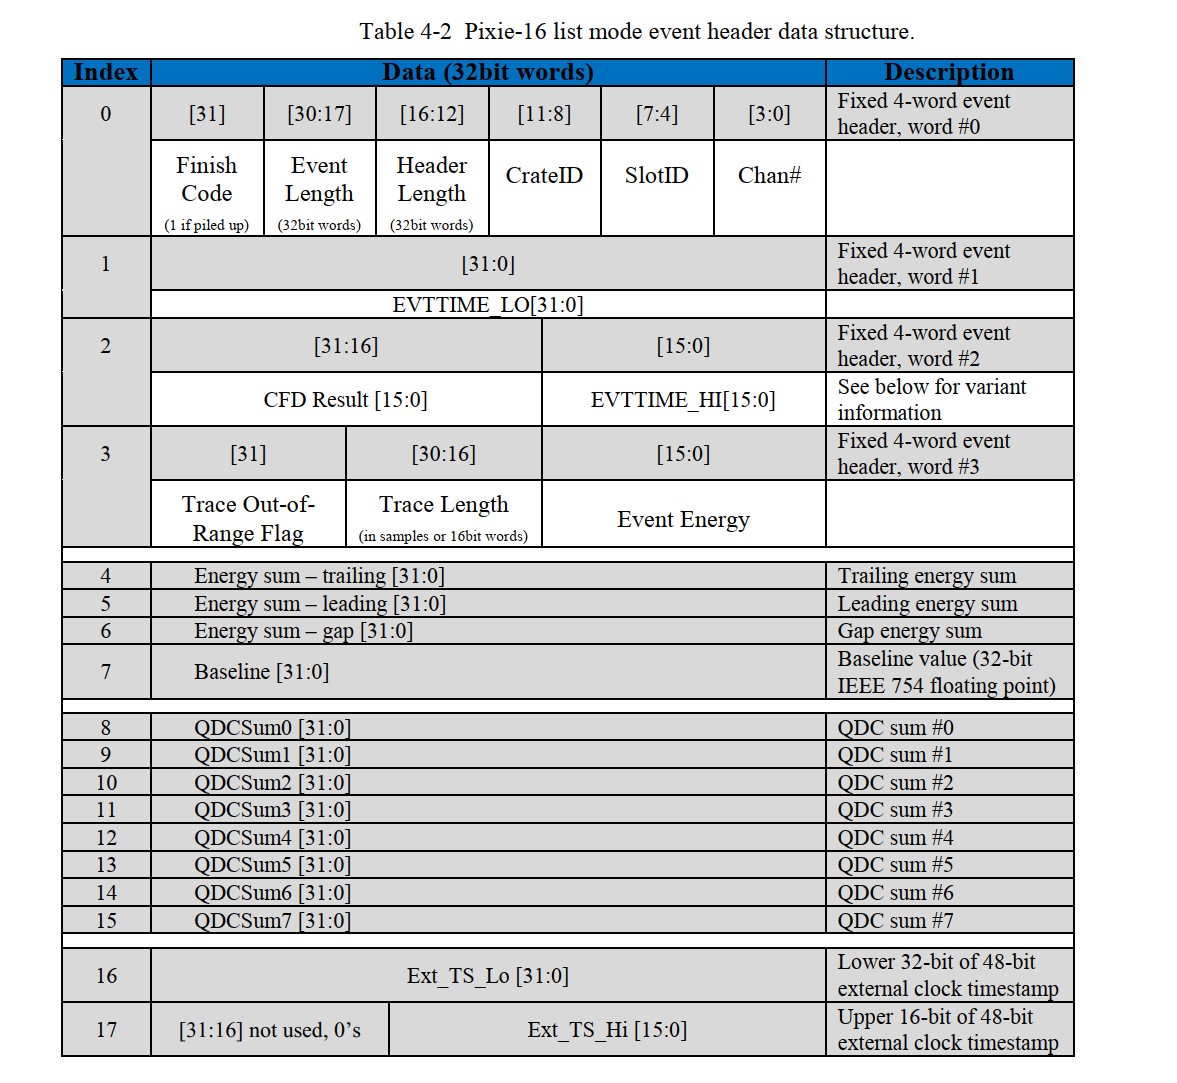 Table 4-2  Pixie-16 list mode event header data structure.
Index Data (32bit words) Description
0 [31] [30:17] [16:12] [11:8] [7:4] [3:0] Fixed 4-word event
header, word #0
Finish Event Header CrateID SlotID Chan#
Code Length Length
(1 if piled up) (32bit words) (32bit words)
1 [31:0] Fixed 4-word event
header, word #1
EVTTIME_LO[31:0]
2 [31:16] [15:0] Fixed 4-word event
header, word #2
CFD Result [15:0] EVTTIME_HI[15:0] See below for variant
information
3 [31] [30:16] [15:0] Fixed 4-word event
header, word #3
Trace Out-of- Trace Length Event Energy
Range Flag (in samples or 16bit words)
4 Energy sum – trailing [31:0] Trailing energy sum
5 Energy sum – leading [31:0] Leading energy sum
6 Energy sum – gap [31:0] Gap energy sum
7 Baseline [31:0] Baseline value (32-bit
IEEE 754 floating point)
8 QDCSum0 [31:0] QDC sum #0
9 QDCSum1 [31:0] QDC sum #1
10 QDCSum2 [31:0] QDC sum #2
11 QDCSum3 [31:0] QDC sum #3
12 QDCSum4 [31:0] QDC sum #4
13 QDCSum5 [31:0] QDC sum #5
14 QDCSum6 [31:0] QDC sum #6
15 QDCSum7 [31:0] QDC sum #7
16 Ext_TS_Lo [31:0] Lower 32-bit of 48-bit
external clock timestamp
17 [31:16] not used, 0’s Ext_TS_Hi [15:0] Upper 16-bit of 48-bit
external clock timestamp